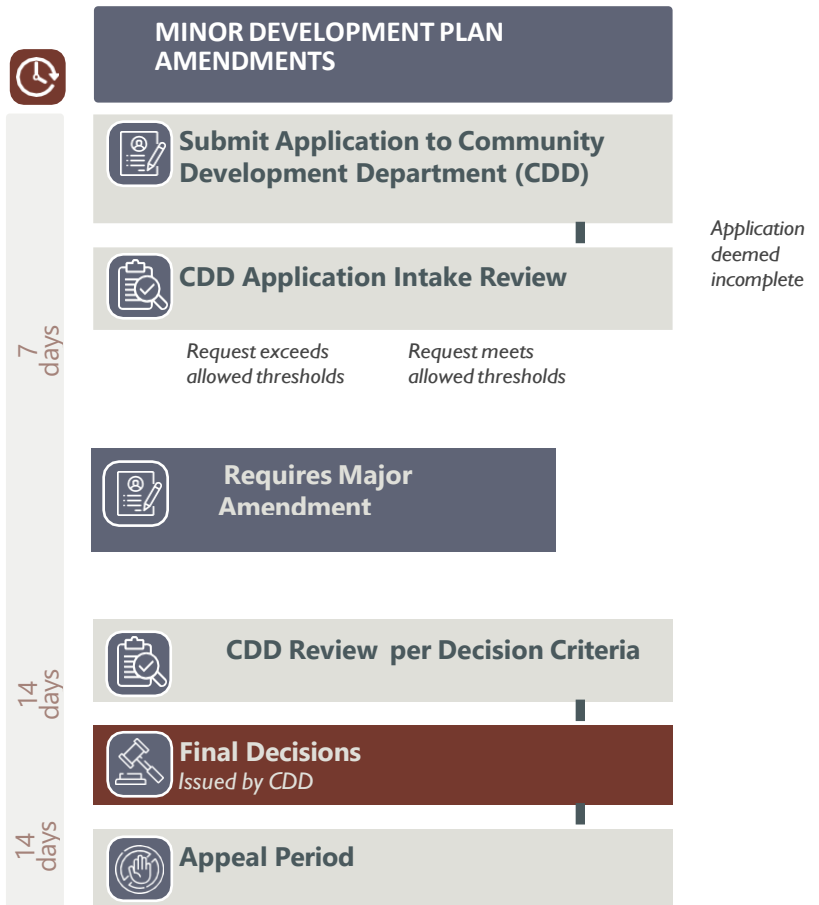 MINOR DEVELOPMENT PLAN
AMENDMENTS
Submit Application to Community
Development Department (CDD)
Application
deemed
incomplete
CDD Application Intake Review
7
days
Request exceeds
allowed thresholds
Request meets
allowed thresholds
Requires Major
Amendment
CDD Review per Decision Criteria
14
days
Final Decisions
Issued by CDD
14
days
Appeal Period